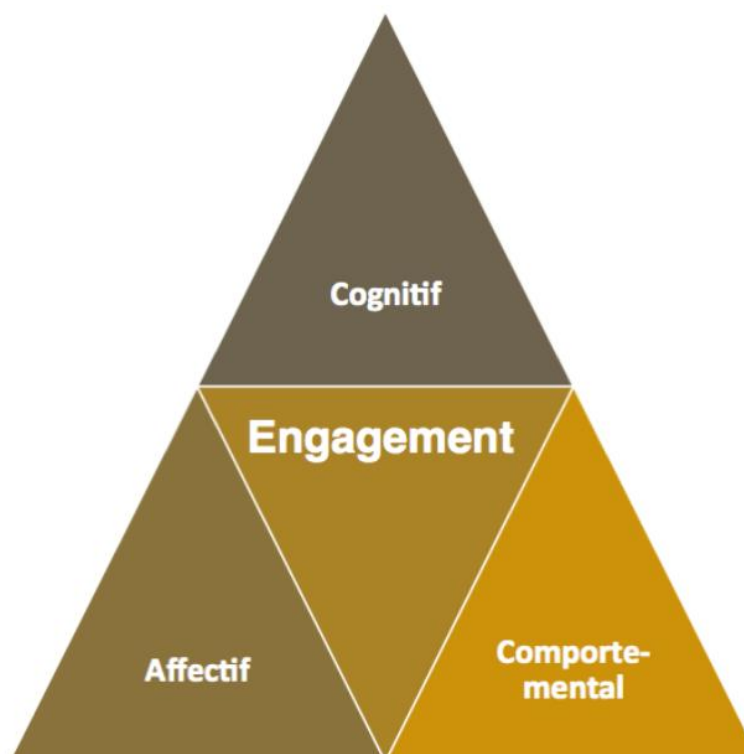 Cognitif
Engagement
Affectif
Comporte-
mental